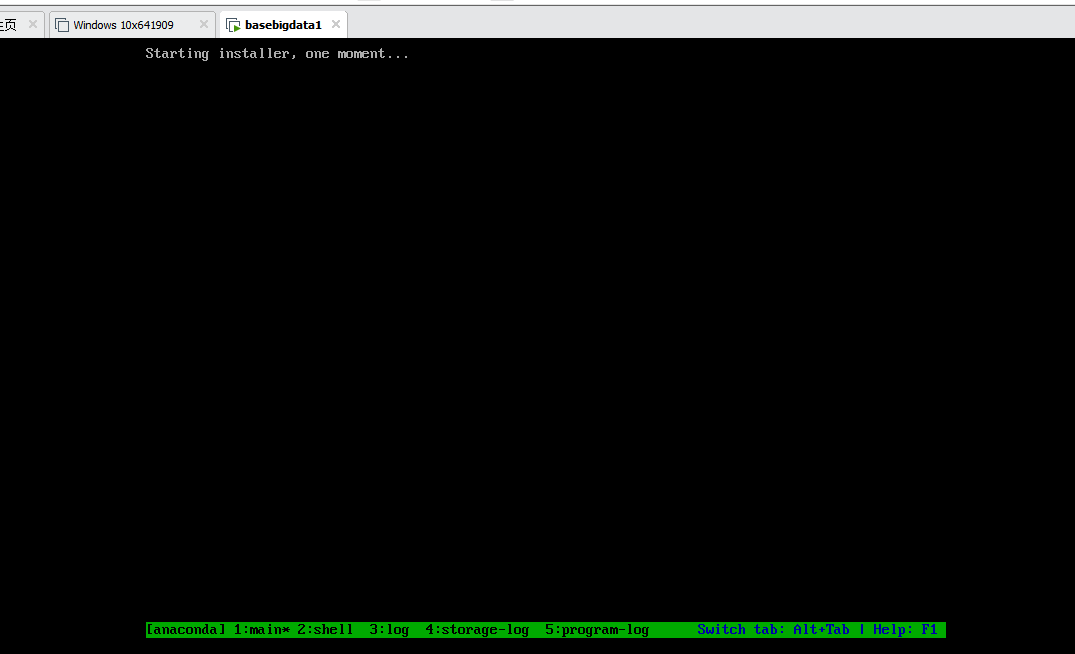 页 Windows 10x641909 basebigdata1
Starting installer, one moment...
[anaconda] 1:main* 2:shell 3:log 4:storage-log 5:program-log Switch tab: Alt+Tab | Help: F1